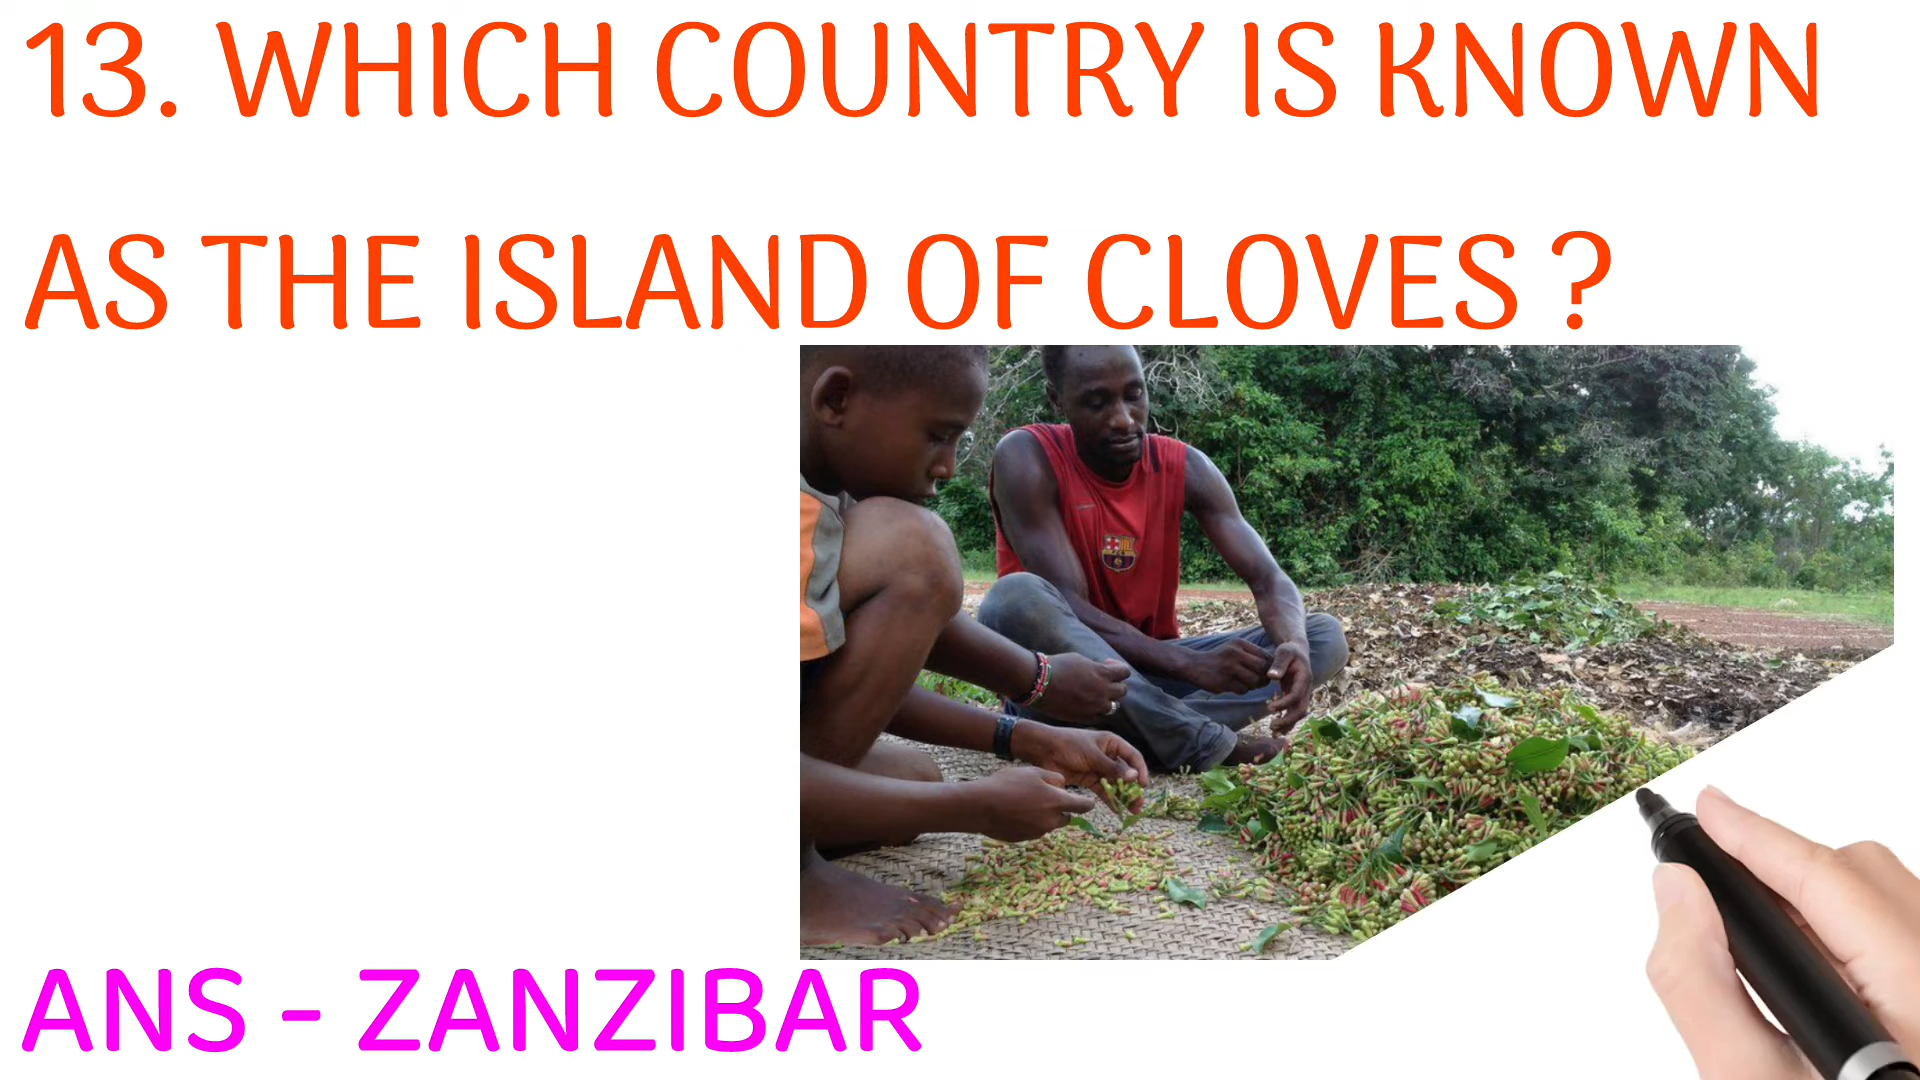 13. WHICH COUNTRY IS KNOWN
AS THE ISLAND OF CLOVES ?
ANS - ZANZIBAR